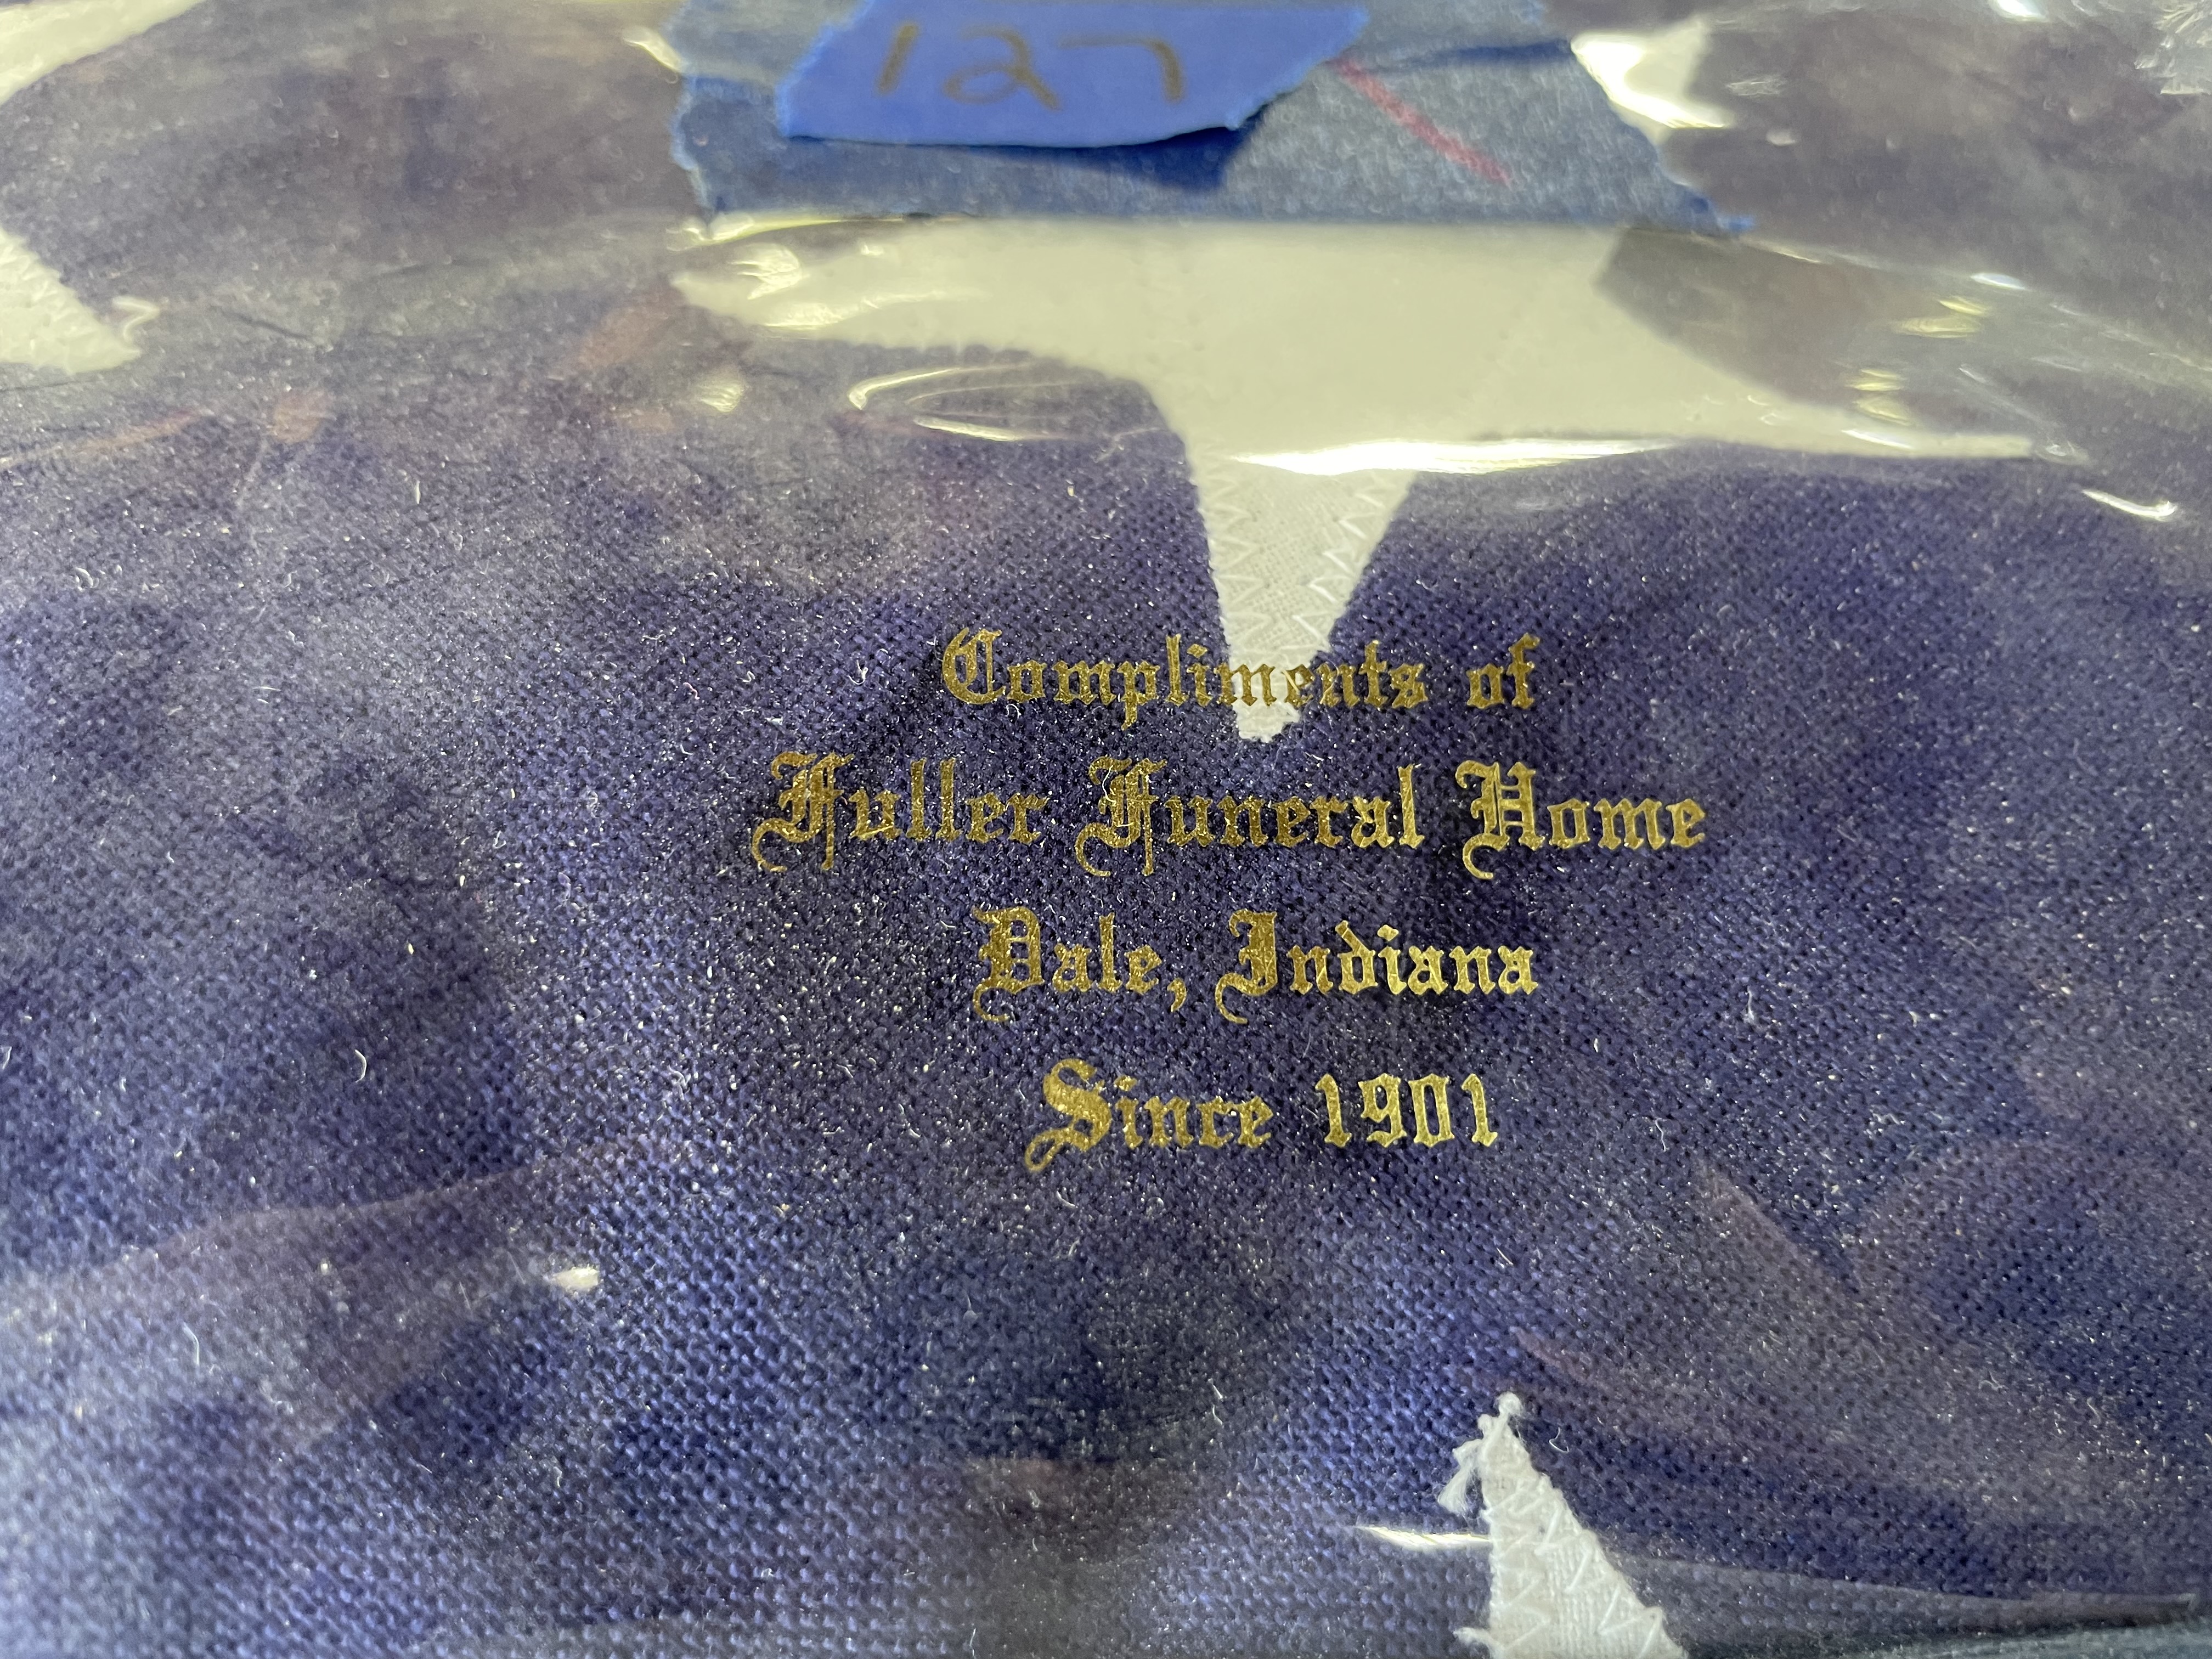 127
Compliments of
Fuller Funeral Home
Dale, Indiana
Since 1901